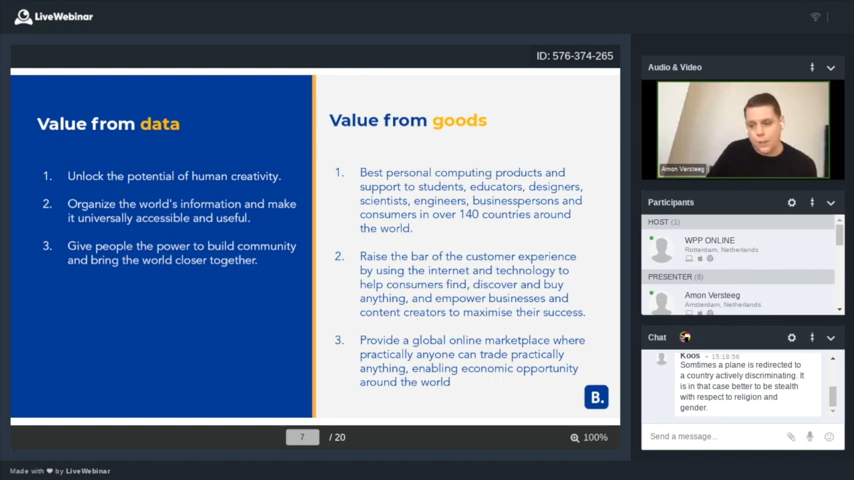 LiveWebinar
ID: 576-374-265
Value from data
1. Unlock the potential of human creativity.
2. Organize the world's information and make
it universally accessible and useful.
3. Give people the power to build community
and bring the world closer together.
Value from goods
1. Best personal computing products and
support to students, educators, designers,
scientists, engineers, businesspersons and
consumers in over 140 countries around
the world.
2. Raise the bar of the customer experience
by using the internet and technology to
help consumers find, discover and buy
anything, and empower businesses and
content creators to maximise their success.
3. Provide a global online marketplace where
practically anyone can trade practically
anything, enabling economic opportunity
around the world
B.
7 / 20
100%
Audio & Video
Amon Versteeg
Participants
HOST (1)
WPP ONLINE
Rotterdam, Netherlands
PRESENTER (8)
Amon Versteeg
Amsterdam, Netherlands
Chat
Koos • 15:18:56
Somtimes a plane is redirected to
a country actively discriminating. It
is in that case better to be stealth
with respect to religion and
gender.
Send a message...
Made with ❤ by LiveWebinar